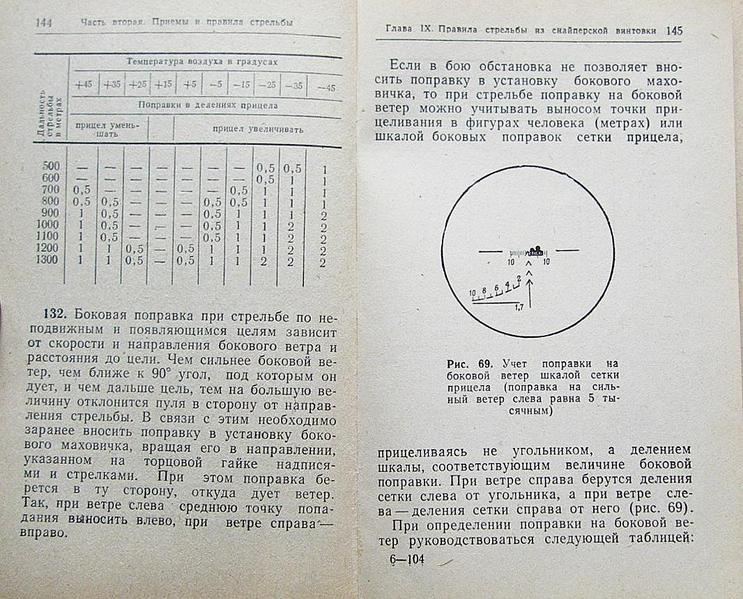 144 Часть вторая. Приемы и правила стрельбы
Дальность
стрельбы
в метрах
Температура воздуха в градусах
+45 +35 +25 +15 +5 −5 −15 −25 −35 −45
Поправки в делениях прицела
прицел умень-
шать
прицел увеличивать
500 — — — — — — — 0,5 0,5 1
600 — — — — — — — 0,5 1 1
700 0,5 — — — — — 0,5 1 1 1
800 0,5 0,5 — — — 0,5 0,5 1 1 1
900 1 0,5 — — — 0,5 1 1 1 2
1000 1 0,5 — — — 0,5 1 1 2 2
1100 1 0,5 — — — 0,5 1 1 2 2
1200 1 1 0,5 — 0,5 1 1 1 2 2
1300 1 1 0,5 — 0,5 1 1 2 2 2
132. Боковая поправка при стрельбе по не-
подвижным и появляющимся целям зависит
от скорости и направления бокового ветра и
расстояния до цели. Чем сильнее боковой ве-
тер, чем ближе к 90° угол, под которым он
дует, и чем дальше цель, тем на большую ве-
личину отклонится пуля в сторону от направ-
ления стрельбы. В связи с этим необходимо
заранее вносить поправку в установку боко-
вого маховичка, вращая его в направлении,
указанном на торцовой гайке надпися-
ми и стрелками. При этом поправка бе-
рется в ту сторону, откуда дует ветер.
Так, при ветре слева среднюю точку попа-
дания выносить влево, при ветре справа —
вправо.
Глава IX. Правила стрельбы из снайперской винтовки 145
Если в бою обстановка не позволяет вно-
сить поправку в установку бокового махо-
вичка, то при стрельбе поправку на боковой
ветер можно учитывать выносом точки при-
целивания в фигурах человека (метрах) или
шкалой боковых поправок сетки прицела,
10 10
10 8 6 4 2
1,7
Рис. 69. Учет поправки на
боковой ветер шкалой сетки
прицела (поправка на силь-
ный ветер слева равна 5 ты-
сячным)
прицеливаясь не угольником, а делением
шкалы, соответствующим величине боковой
поправки. При ветре справа берутся деления
сетки слева от угольника, а при ветре сле-
ва — деления сетки справа от него (рис. 69).
При определении поправки на боковой ве-
тер руководствоваться следующей таблицей:
6—104